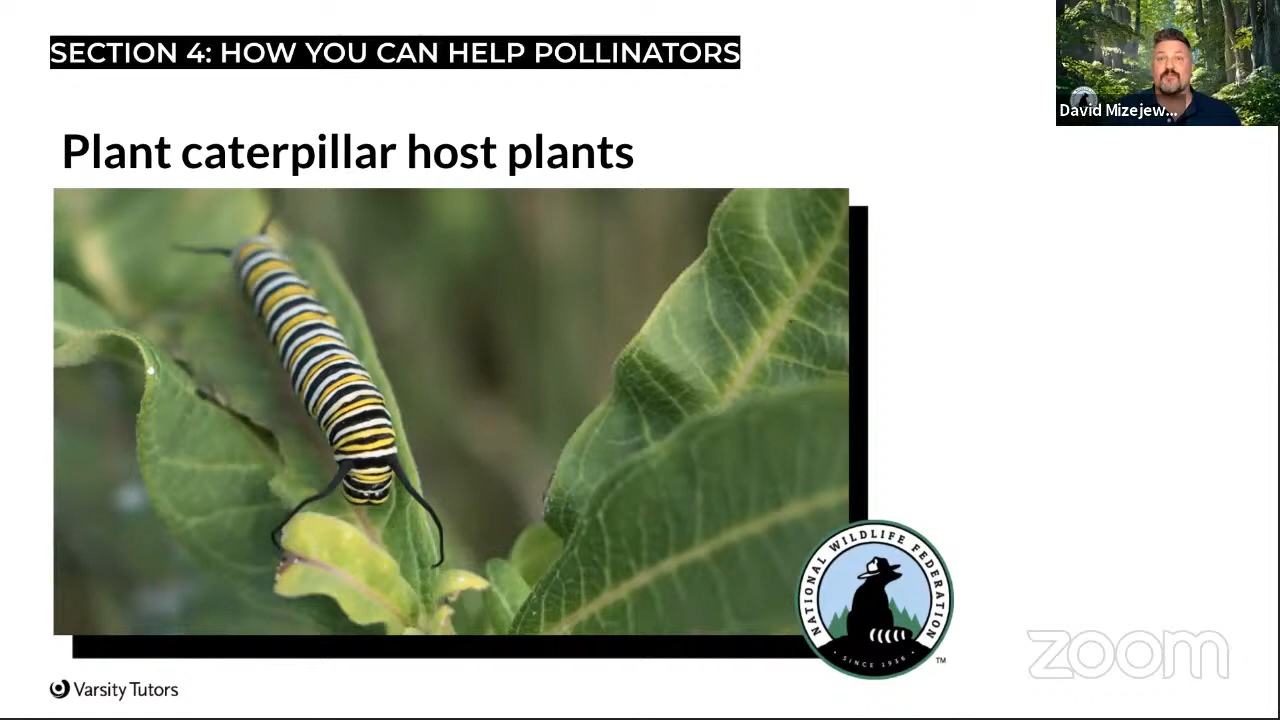 SECTION 4: HOW YOU CAN HELP POLLINATORS
David Mizejew...
Plant caterpillar host plants
NATIONAL WILDLIFE FEDERATION
• SINCE 1936 •
TM
zoom
Varsity Tutors